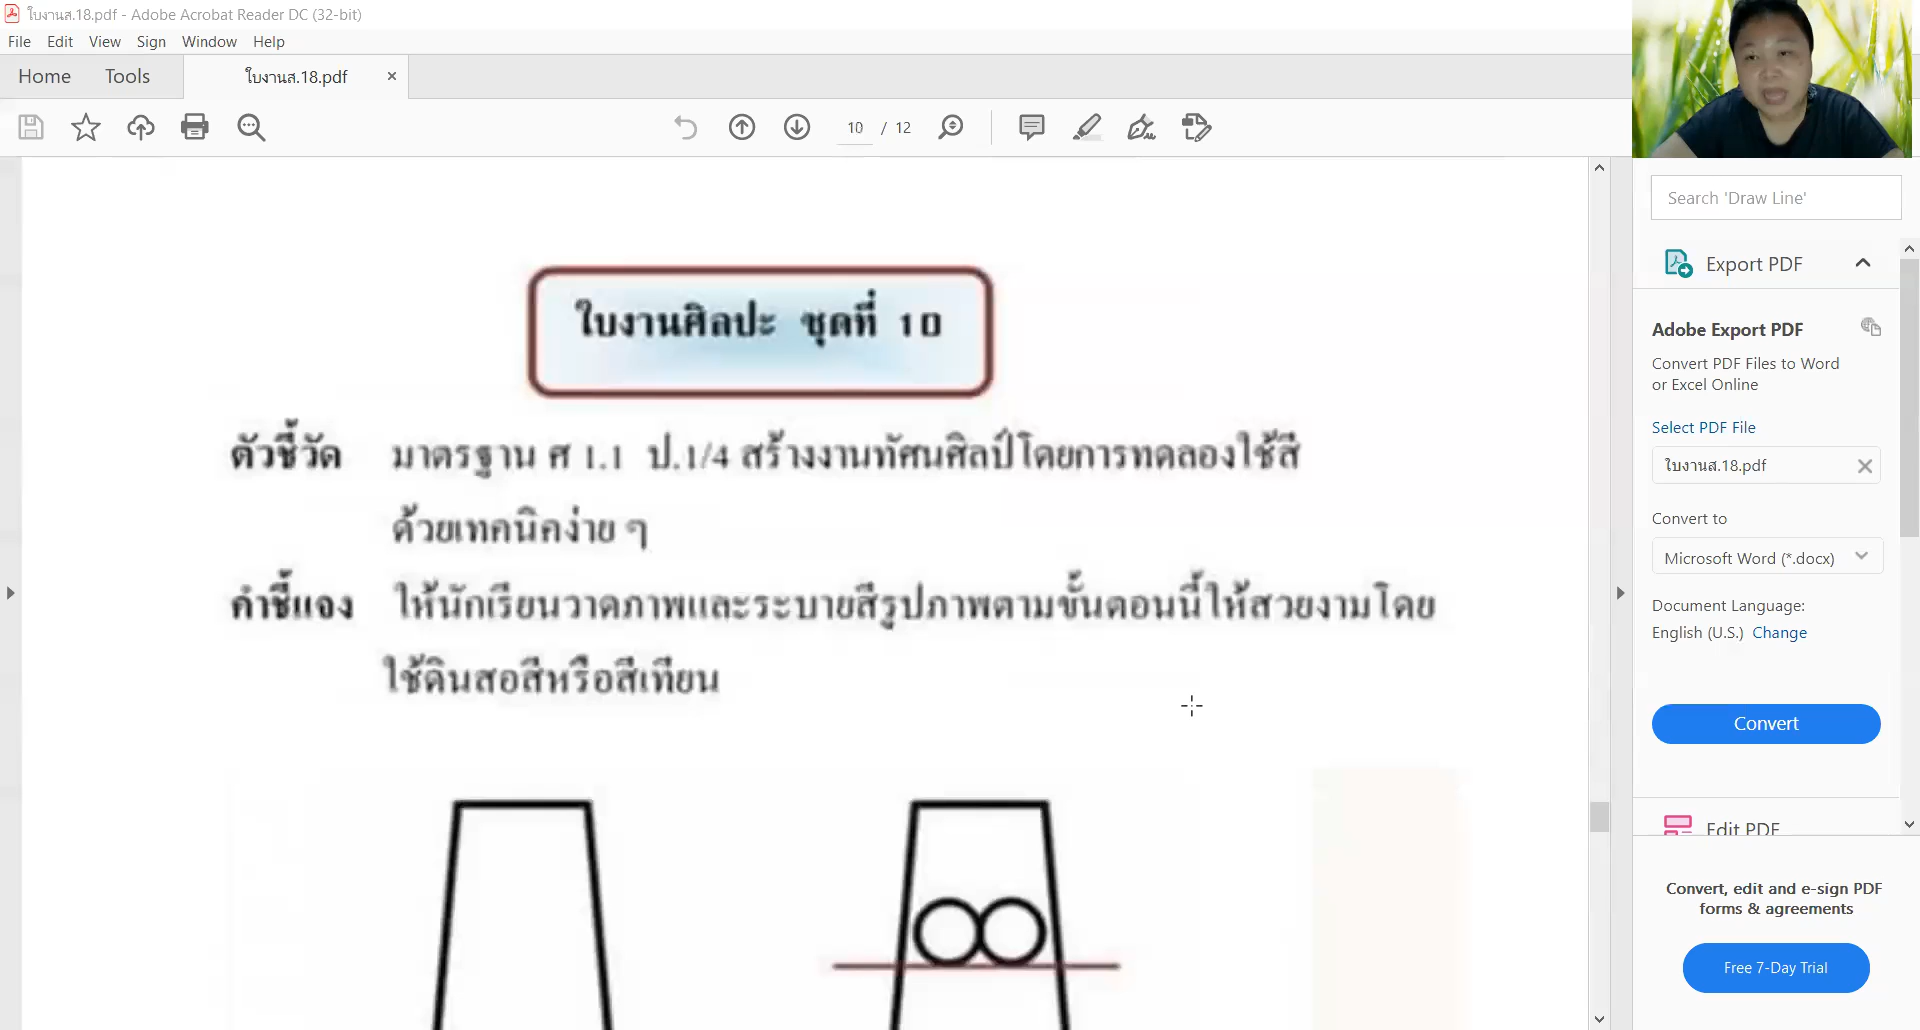 ใบงานส.18.pdf - Adobe Acrobat Reader DC (32-bit)
File Edit View Sign Window Help
Home Tools ใบงานส.18.pdf ×
10 / 12
Search 'Draw Line'
Export PDF
Adobe Export PDF
Convert PDF Files to Word
or Excel Online
Select PDF File
ใบงานส.18.pdf
Convert to
Microsoft Word (*.docx)
Document Language:
English (U.S.) Change
Convert
Edit PDF
Convert, edit and e-sign PDF
forms & agreements
Free 7-Day Trial
ใบงานศิลปะ ชุดที่ 10
ตัวชี้วัด มาตรฐาน ศ 1.1 ป.1/4 สร้างงานทัศนศิลป์โดยการทดลองใช้สี
ด้วยเทคนิคง่าย ๆ
คำชี้แจง ให้นักเรียนวาดภาพและระบายสีรูปภาพตามขั้นตอนนี้ให้สวยงามโดย
ใช้ดินสอสีหรือสีเทียน